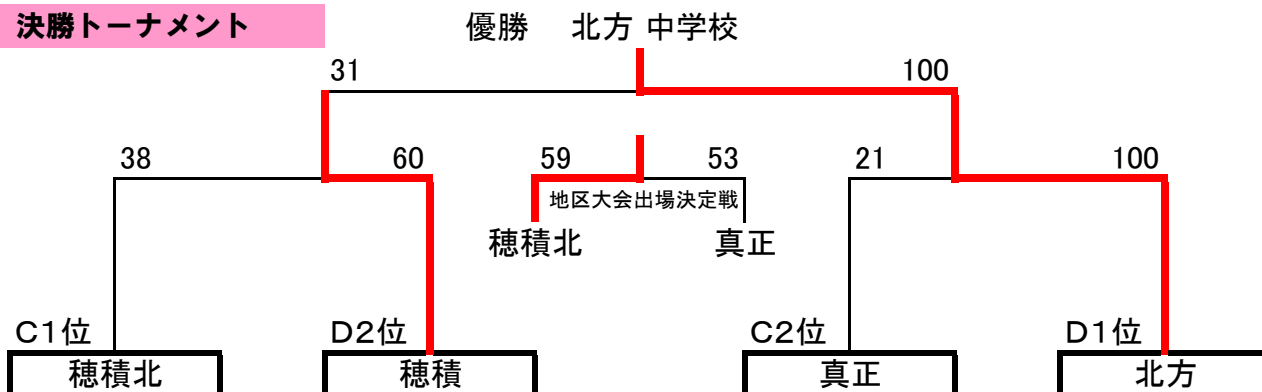 決勝トーナメント 優勝 北方 中学校
31 100
38 60 59 53 21 100
地区大会出場決定戦
穂積北 真正
C1位 D2位 C2位 D1位
穂積北 穂積 真正 北方